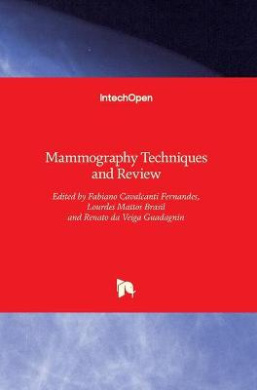 IntechOpen
Mammography Techniques
and Review
Edited by Fabiano Cavalcanti Fernandes,
Lourdes Mattos Brasil
and Renato da Veiga Guadagnin